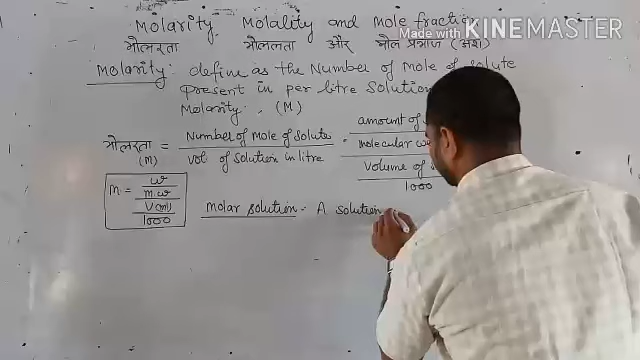 Molarity, Molality and Mole fraction
Made with KINEMASTER
मोलरता मोललता और मोल प्रभाज (अंश)
Molarity : define as the Number of Mole of solute
present in per litre solution
Molarity, (M)
मोलरता (M) = Number of mole of solute / vol of solution in litre = amount of / Molecular we
Volume of / 1000
M = w / m.w / V(ml) / 1000
Molar solution - A solution